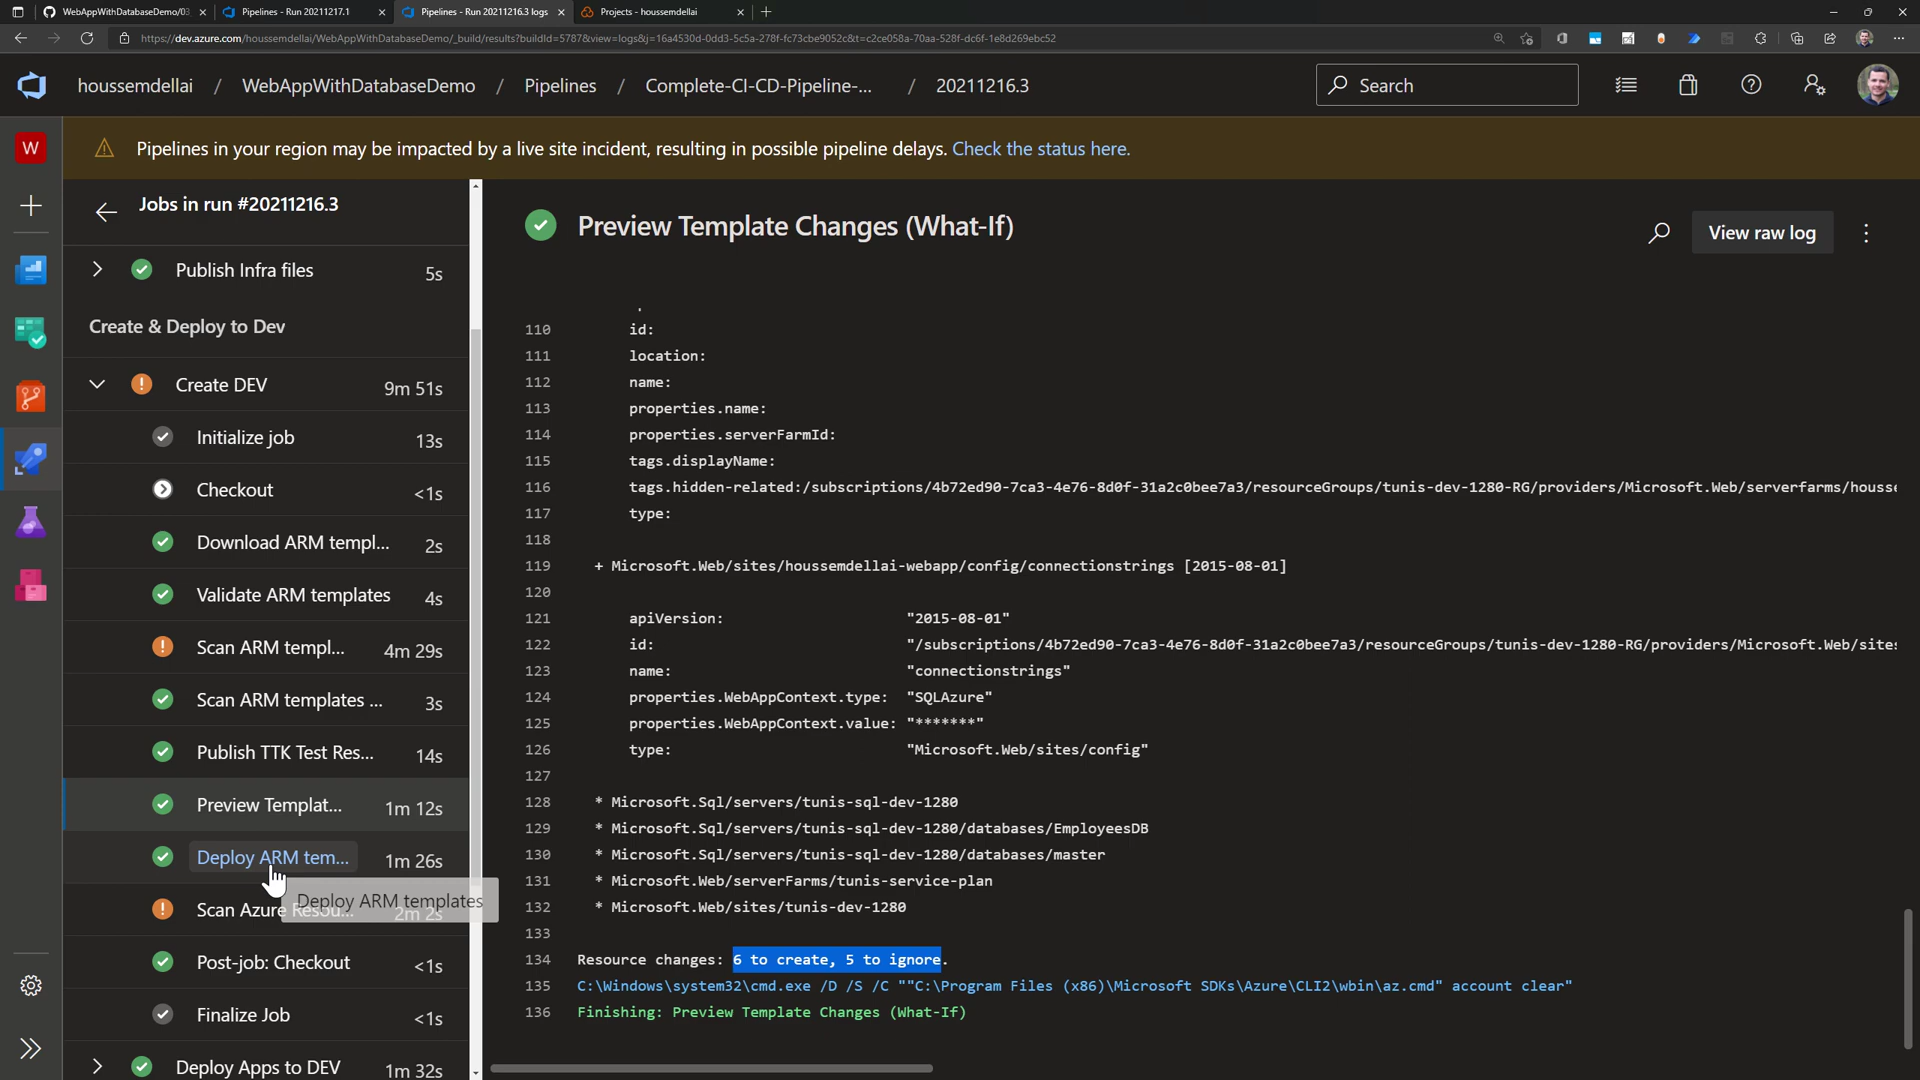 WebAppWithDatabaseDemo/03
Pipelines - Run 20211217.1
Pipelines - Run 20211216.3 logs
Projects - houssemdellai
https://dev.azure.com/houssemdellai/WebAppWithDatabaseDemo/_build/results?buildId=5787&view=logs&j=16a4530d-0dd3-5c5a-278f-fc73cbe9052c&t=c2ce058a-70aa-528f-dc6f-1e8d269ebc52
houssemdellai / WebAppWithDatabaseDemo / Pipelines / Complete-CI-CD-Pipeline-... / 20211216.3
Search
W
Pipelines in your region may be impacted by a live site incident, resulting in possible pipeline delays. Check the status here.
Jobs in run #20211216.3
Publish Infra files 5s
Create & Deploy to Dev
Create DEV 9m 51s
Initialize job 13s
Checkout <1s
Download ARM templ... 2s
Validate ARM templates 4s
Scan ARM templ... 4m 29s
Scan ARM templates ... 3s
Publish TTK Test Res... 14s
Preview Templat... 1m 12s
Deploy ARM tem... 1m 26s
Deploy ARM templates
Scan Azure Resou... 2m 2s
Post-job: Checkout <1s
Finalize Job <1s
Deploy Apps to DEV 1m 32s
Preview Template Changes (What-If)
View raw log
110 id:
111 location:
112 name:
113 properties.name:
114 properties.serverFarmId:
115 tags.displayName:
116 tags.hidden-related:/subscriptions/4b72ed90-7ca3-4e76-8d0f-31a2c0bee7a3/resourceGroups/tunis-dev-1280-RG/providers/Microsoft.Web/serverfarms/housse
117 type:
118
119 + Microsoft.Web/sites/houssemdellai-webapp/config/connectionstrings [2015-08-01]
120
121 apiVersion: "2015-08-01"
122 id: "/subscriptions/4b72ed90-7ca3-4e76-8d0f-31a2c0bee7a3/resourceGroups/tunis-dev-1280-RG/providers/Microsoft.Web/sites
123 name: "connectionstrings"
124 properties.WebAppContext.type: "SQLAzure"
125 properties.WebAppContext.value: "*******"
126 type: "Microsoft.Web/sites/config"
127
128 * Microsoft.Sql/servers/tunis-sql-dev-1280
129 * Microsoft.Sql/servers/tunis-sql-dev-1280/databases/EmployeesDB
130 * Microsoft.Sql/servers/tunis-sql-dev-1280/databases/master
131 * Microsoft.Web/serverFarms/tunis-service-plan
132 * Microsoft.Web/sites/tunis-dev-1280
133
134 Resource changes: 6 to create, 5 to ignore.
135 C:\Windows\system32\cmd.exe /D /S /C ""C:\Program Files (x86)\Microsoft SDKs\Azure\CLI2\wbin\az.cmd" account clear"
136 Finishing: Preview Template Changes (What-If)